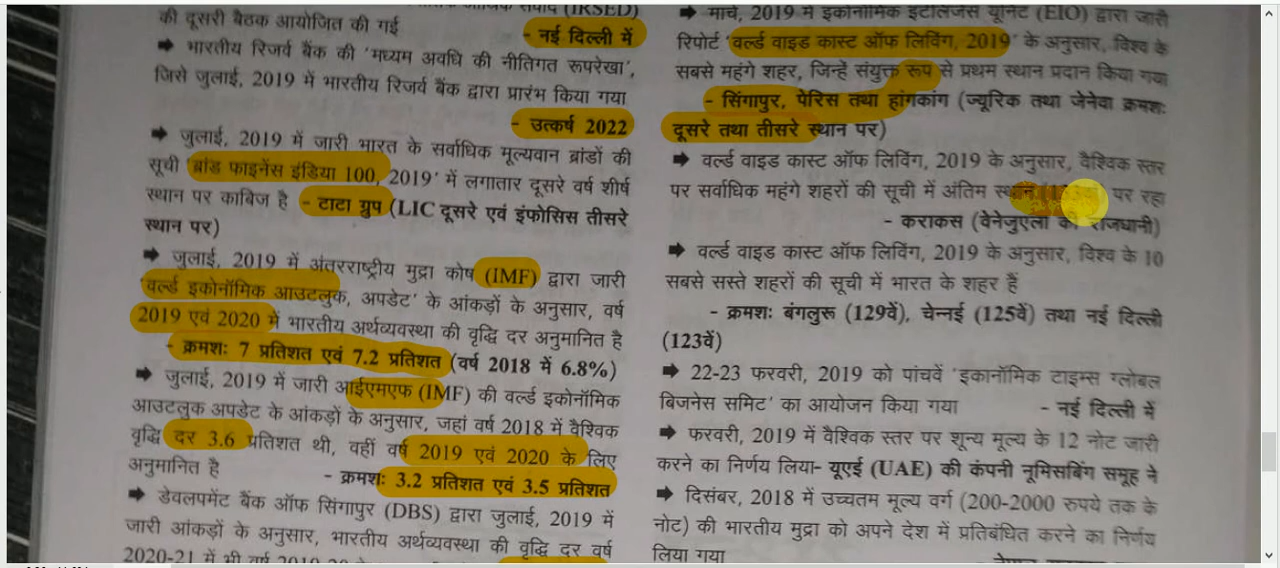 की दूसरी बैठक आयोजित की गई
- नई दिल्ली में
➡ भारतीय रिजर्व बैंक की 'मध्यम अवधि की नीतिगत रूपरेखा',
जिसे जुलाई, 2019 में भारतीय रिजर्व बैंक द्वारा प्रारंभ किया गया
- उत्कर्ष 2022
➡ जुलाई, 2019 में जारी भारत के सर्वाधिक मूल्यवान ब्रांडों की
सूची 'ब्रांड फाइनेंस इंडिया 100, 2019' में लगातार दूसरे वर्ष शीर्ष
स्थान पर काबिज है - टाटा ग्रुप (LIC दूसरे एवं इंफोसिस तीसरे
स्थान पर)
➡ जुलाई, 2019 में अंतरराष्ट्रीय मुद्रा कोष (IMF) द्वारा जारी
'वर्ल्ड इकोनॉमिक आउटलुक, अपडेट' के आंकड़ों के अनुसार, वर्ष
2019 एवं 2020 में भारतीय अर्थव्यवस्था की वृद्धि दर अनुमानित है
- क्रमशः 7 प्रतिशत एवं 7.2 प्रतिशत (वर्ष 2018 में 6.8%)
➡ जुलाई, 2019 में जारी आईएमएफ (IMF) की वर्ल्ड इकोनॉमिक
आउटलुक अपडेट के आंकड़ों के अनुसार, जहां वर्ष 2018 में वैश्विक
वृद्धि दर 3.6 प्रतिशत थी, वहीं वर्ष 2019 एवं 2020 के लिए
अनुमानित है - क्रमशः 3.2 प्रतिशत एवं 3.5 प्रतिशत
➡ डेवलपमेंट बैंक ऑफ सिंगापुर (DBS) द्वारा जुलाई, 2019 में
जारी आंकड़ों के अनुसार, भारतीय अर्थव्यवस्था की वृद्धि दर वर्ष
2020-21 में भी वर्ष
➡ मार्च, 2019 में इकोनॉमिक इंटेलिजेंस यूनिट (EIO) द्वारा जारी
रिपोर्ट 'वर्ल्ड वाइड कास्ट ऑफ लिविंग, 2019' के अनुसार, विश्व के
सबसे महंगे शहर, जिन्हें संयुक्त रूप से प्रथम स्थान प्रदान किया गया
- सिंगापुर, पेरिस तथा हांगकांग (ज्यूरिक तथा जेनेवा क्रमशः
दूसरे तथा तीसरे स्थान पर)
➡ वर्ल्ड वाइड कास्ट ऑफ लिविंग, 2019 के अनुसार, वैश्विक स्तर
पर सर्वाधिक महंगे शहरों की सूची में अंतिम स्थान पर रहा
- कराकस (वेनेजुएला की राजधानी)
➡ वर्ल्ड वाइड कास्ट ऑफ लिविंग, 2019 के अनुसार, विश्व के 10
सबसे सस्ते शहरों की सूची में भारत के शहर हैं
- क्रमशः बंगलुरू (129वें), चेन्नई (125वें) तथा नई दिल्ली
(123वें)
➡ 22-23 फरवरी, 2019 को पांचवें 'इकानॉमिक टाइम्स ग्लोबल
बिजनेस समिट' का आयोजन किया गया - नई दिल्ली में
➡ फरवरी, 2019 में वैश्विक स्तर पर शून्य मूल्य के 12 नोट जारी
करने का निर्णय लिया- यूएई (UAE) की कंपनी नूमिसबिंग समूह ने
➡ दिसंबर, 2018 में उच्चतम मूल्य वर्ग (200-2000 रुपये तक के
नोट) की भारतीय मुद्रा को अपने देश में प्रतिबंधित करने का निर्णय
लिया गया